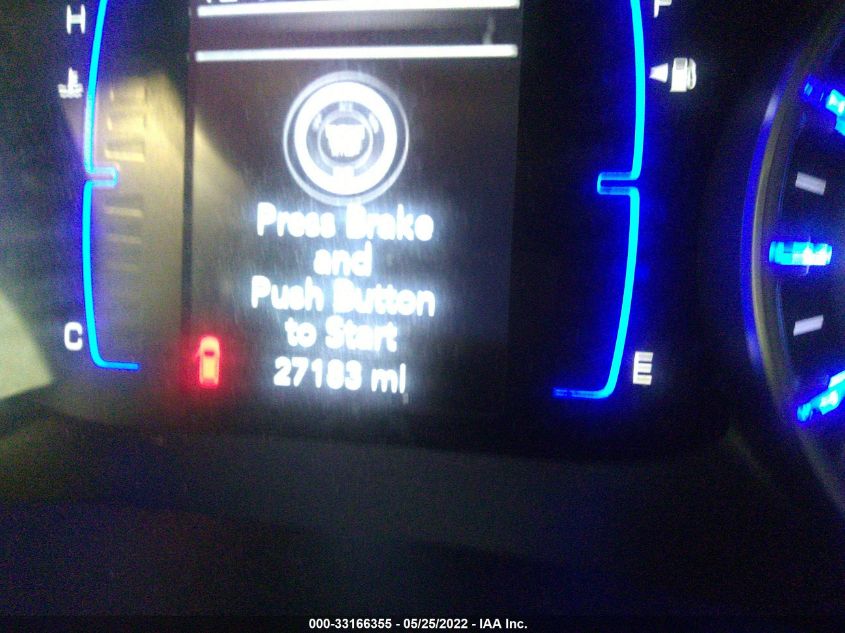 H
Press Brake
and
Push Button
to Start
C
27183 mi
E
000-33166355 - 05/25/2022 - IAA Inc.